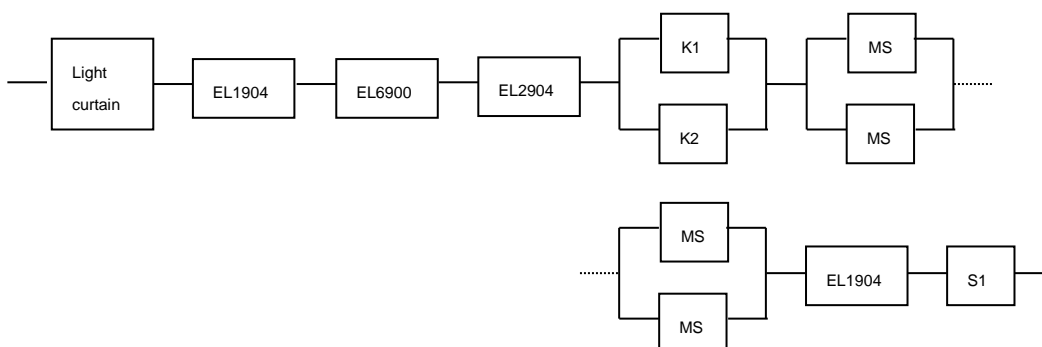 Light
curtain
EL1904
EL6900
EL2904
K1
K2
MS
MS
MS
MS
EL1904
S1